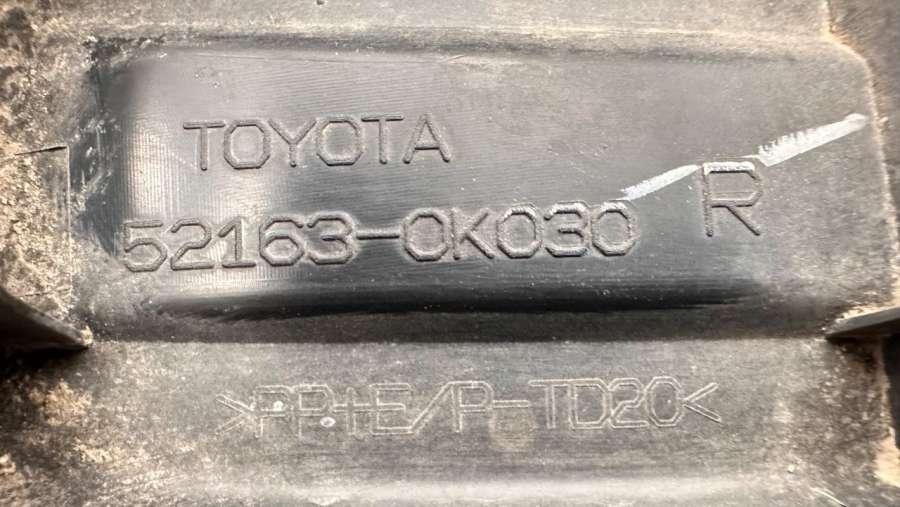 TOYOTA
52163-0K030 R
>PP+E/P-TD20<